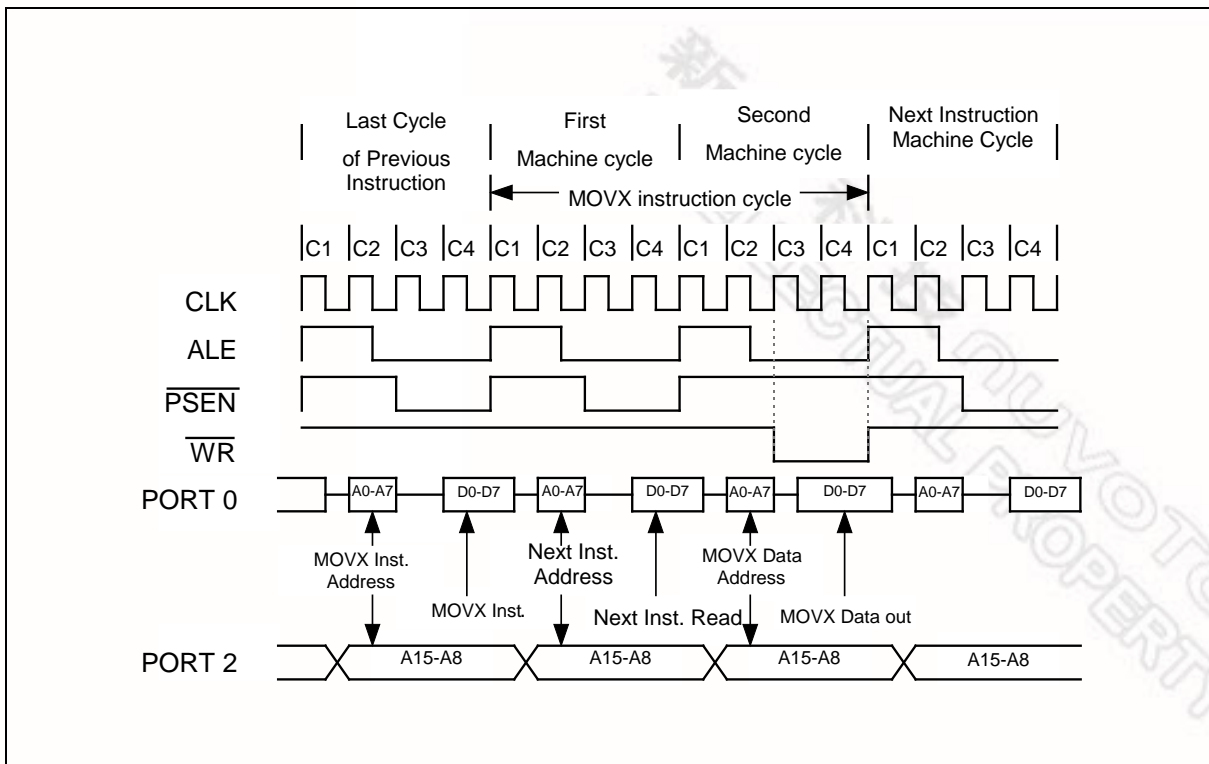 Last Cycle
of Previous
Instruction
First
Machine cycle
Second
Machine cycle
Next Instruction
Machine Cycle
MOVX instruction cycle
C1 C2 C3 C4 C1 C2 C3 C4 C1 C2 C3 C4 C1 C2 C3 C4
CLK
ALE
PSEN
WR
PORT 0
A0-A7 D0-D7 A0-A7 D0-D7 A0-A7 D0-D7 A0-A7 D0-D7
MOVX Inst.
Address
MOVX Inst.
Next Inst.
Address
Next Inst. Read
MOVX Data
Address
MOVX Data out
PORT 2
A15-A8 A15-A8 A15-A8 A15-A8
nuvoTo
PROPERTY